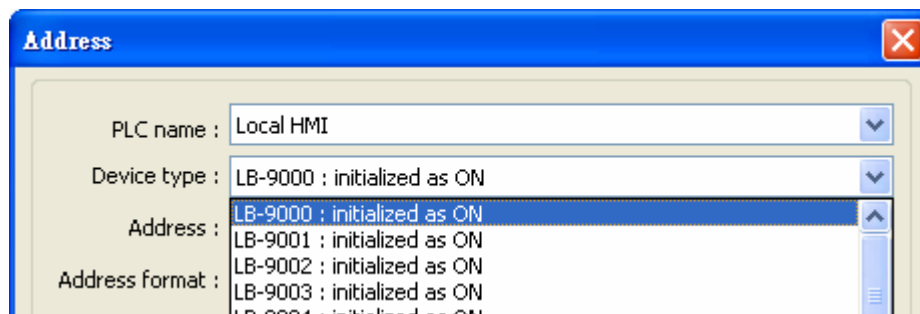 Address
PLC name : Local HMI
Device type : LB-9000 : initialized as ON
LB-9000 : initialized as ON
Address :
LB-9001 : initialized as ON
LB-9002 : initialized as ON
Address format :
LB-9003 : initialized as ON